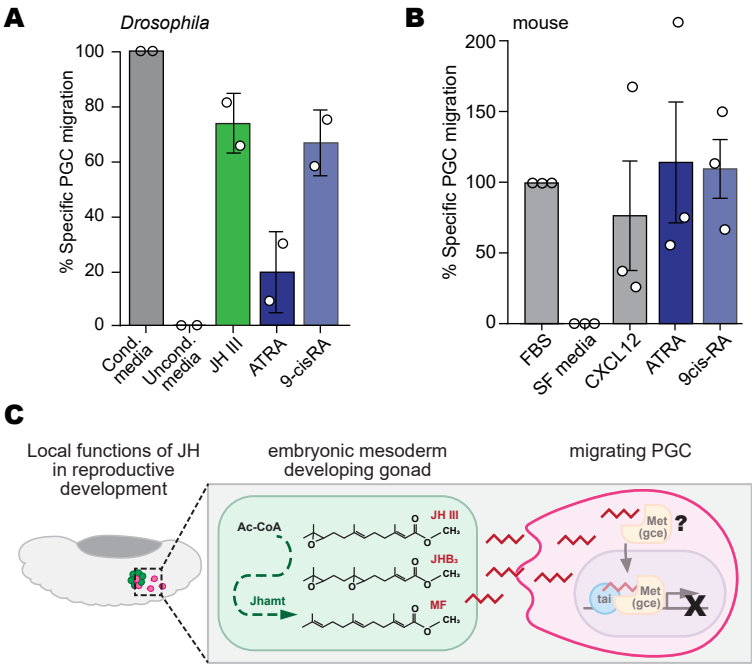 A
Drosophila
% Specific PGC migration
100
80
60
40
20
0
Cond. media
Uncond. media
JH III
ATRA
9-cisRA
B
mouse
% Specific PGC migration
200
150
100
50
0
FBS
SF media
CXCL12
ATRA
9cis-RA
C
Local functions of JH
in reproductive
development
embryonic mesoderm
developing gonad
migrating PGC
Ac-CoA
Jhamt
JH III
O
O
O
CH₃
JHB₃
O
O
O
O
CH₃
MF
O
O
CH₃
Met
(gce)
?
tai
Met
(gce)
X